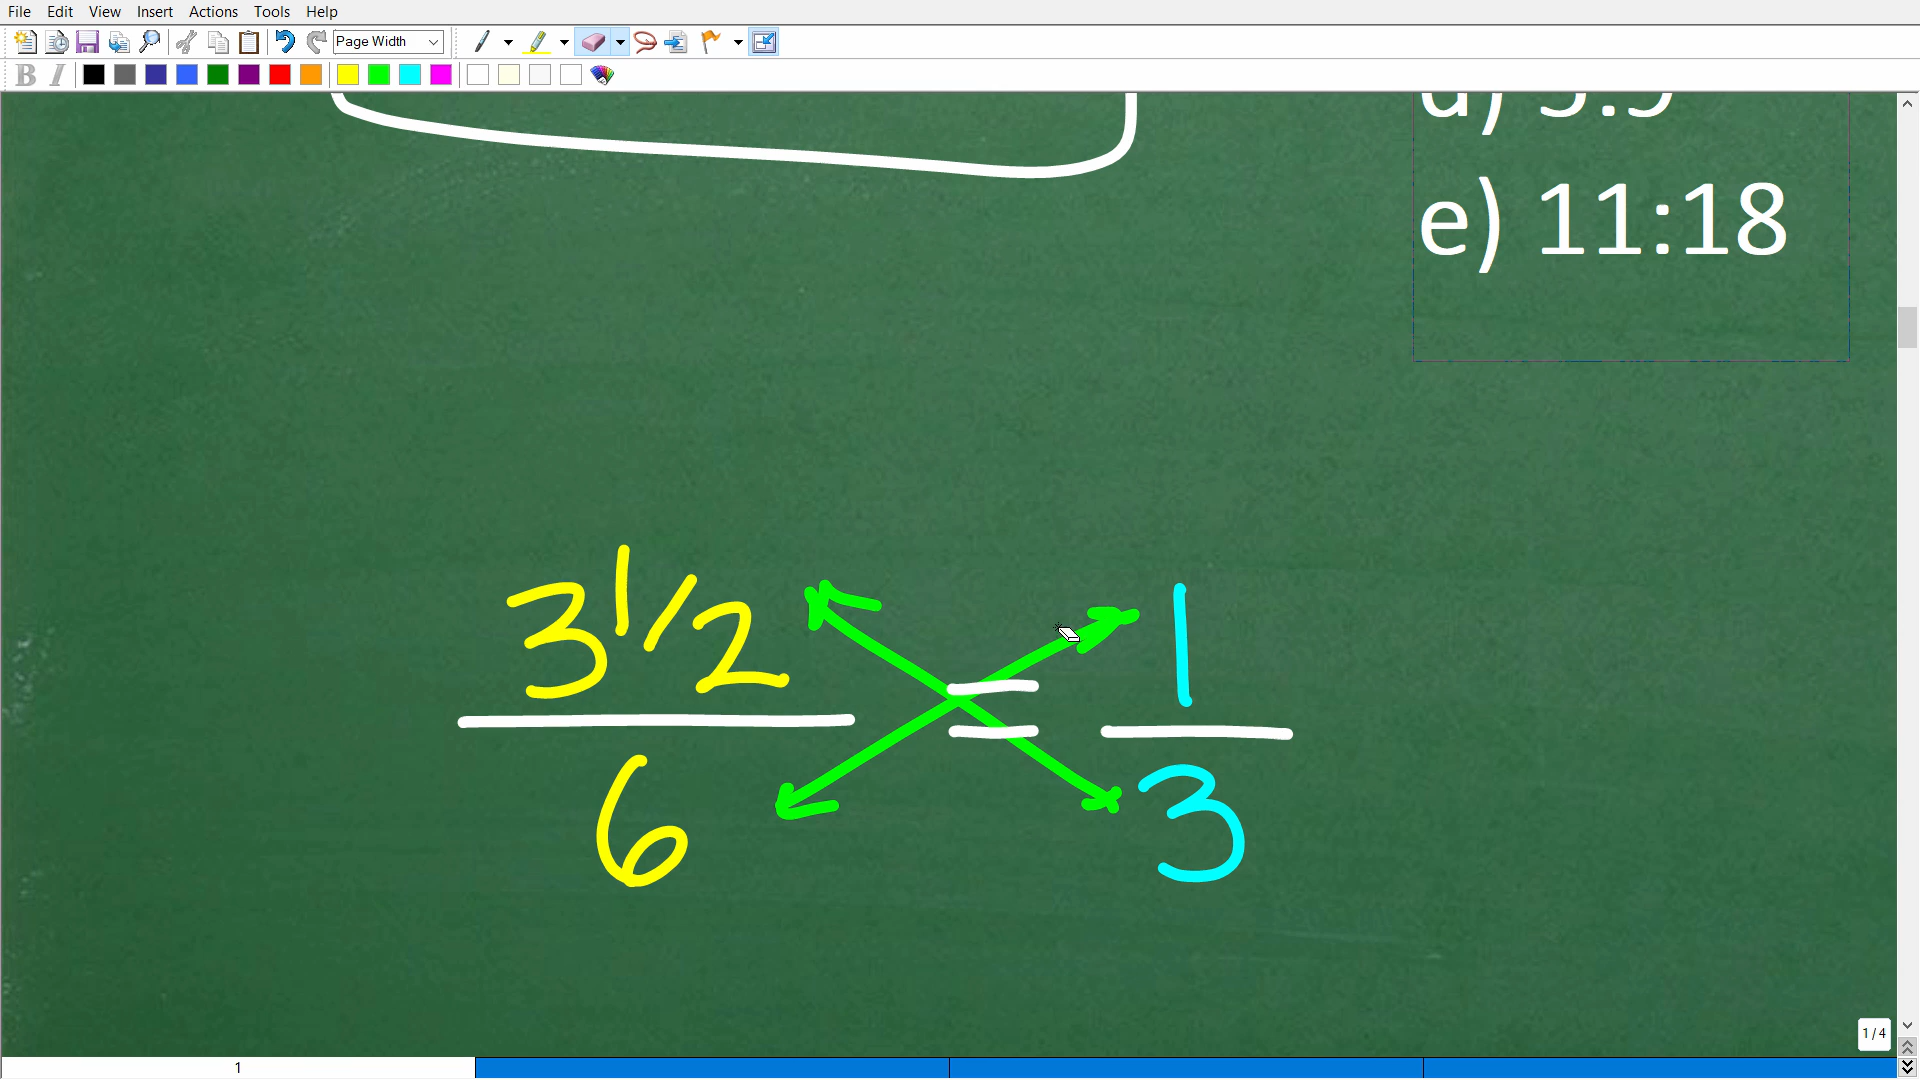 File Edit View Insert Actions Tools Help
Page Width
B I
e) 11:18
3 1/2 = 1
6 3
1 / 4
1